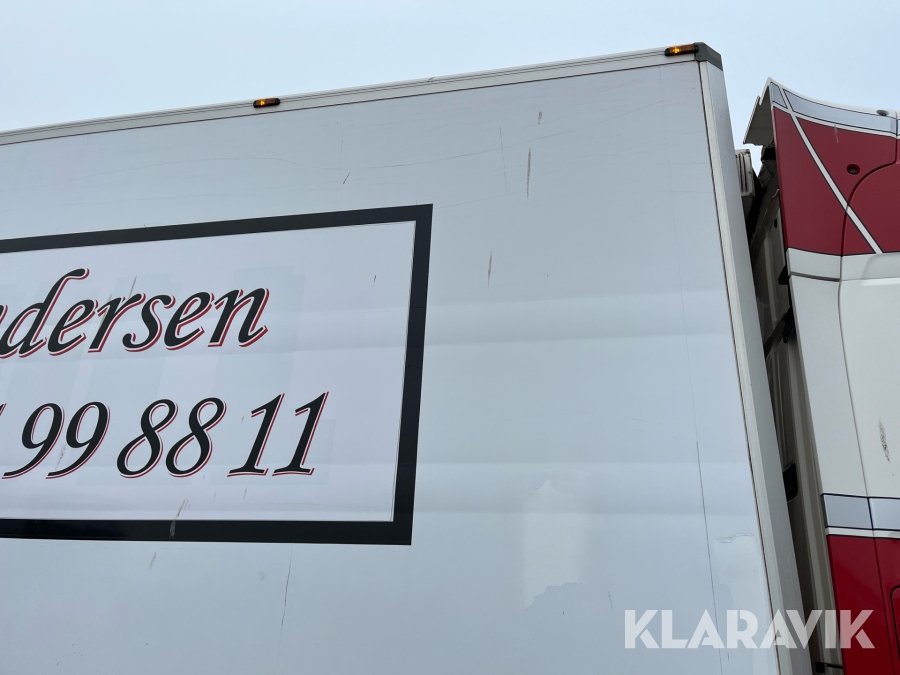 ndersen
99 88 11
KLARAVIK